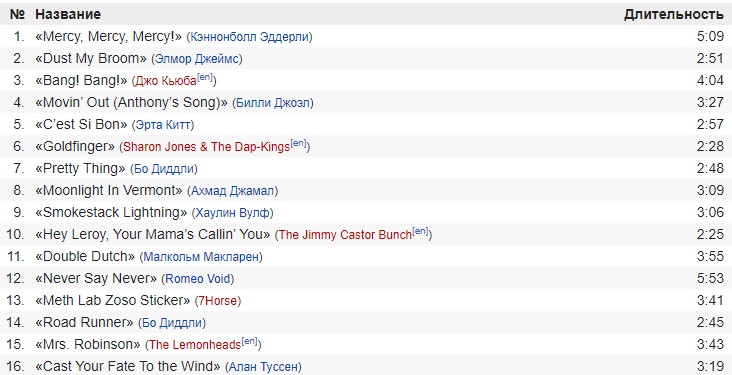 № Название Длительность
1. «Mercy, Mercy, Mercy!» (Кэннонболл Эддерли) 5:09
2. «Dust My Broom» (Элмор Джеймс) 2:51
3. «Bang! Bang!» (Джо Кьюба[en]) 4:04
4. «Movin’ Out (Anthony’s Song)» (Билли Джоэл) 3:27
5. «C’est Si Bon» (Эрта Китт) 2:57
6. «Goldfinger» (Sharon Jones & The Dap-Kings[en]) 2:28
7. «Pretty Thing» (Бо Диддли) 2:48
8. «Moonlight In Vermont» (Ахмад Джамал) 3:09
9. «Smokestack Lightning» (Хаулин Вулф) 3:06
10. «Hey Leroy, Your Mama’s Callin’ You» (The Jimmy Castor Bunch[en]) 2:25
11. «Double Dutch» (Малкольм Макларен) 3:55
12. «Never Say Never» (Romeo Void) 5:53
13. «Meth Lab Zoso Sticker» (7Horse) 3:41
14. «Road Runner» (Бо Диддли) 2:45
15. «Mrs. Robinson» (The Lemonheads[en]) 3:43
16. «Cast Your Fate To the Wind» (Алан Туссен) 3:19